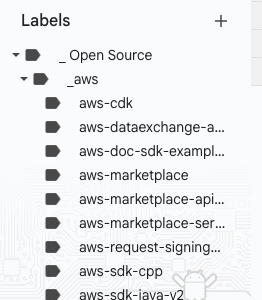 Labels
_ Open Source
_aws
aws-cdk
aws-dataexchange-a...
aws-doc-sdk-exampl...
aws-marketplace
aws-marketplace-api...
aws-marketplace-ser...
aws-request-signing...
aws-sdk-cpp
aws-sdk-java-v2